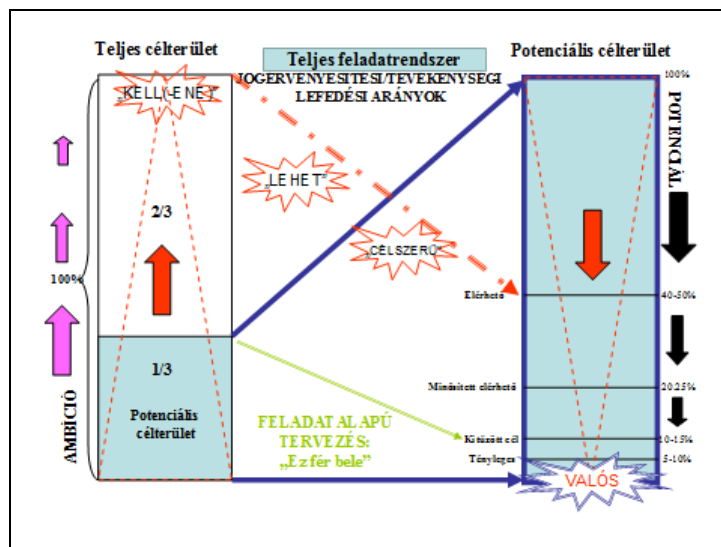 Teljes célterület
Teljes feladatrendszer
JOGÉRVÉNYESÍTÉSI/TEVÉKENYSÉGI
LEFEDÉSI ARÁNYOK
Potenciális célterület
„KELL(-ENE)”
„LEHET”
„CÉLSZERŰ”
2/3
100%
1/3
Potenciális
célterület
AMBÍCIÓ
FELADAT ALAPÚ
TERVEZÉS:
„Ez fér bele”
100%
POTENCIÁL
Elérhető
40-50%
Minősített elérhető
20-25%
Kitűzött cél
10-15%
Tényleges
5-10%
VALÓS